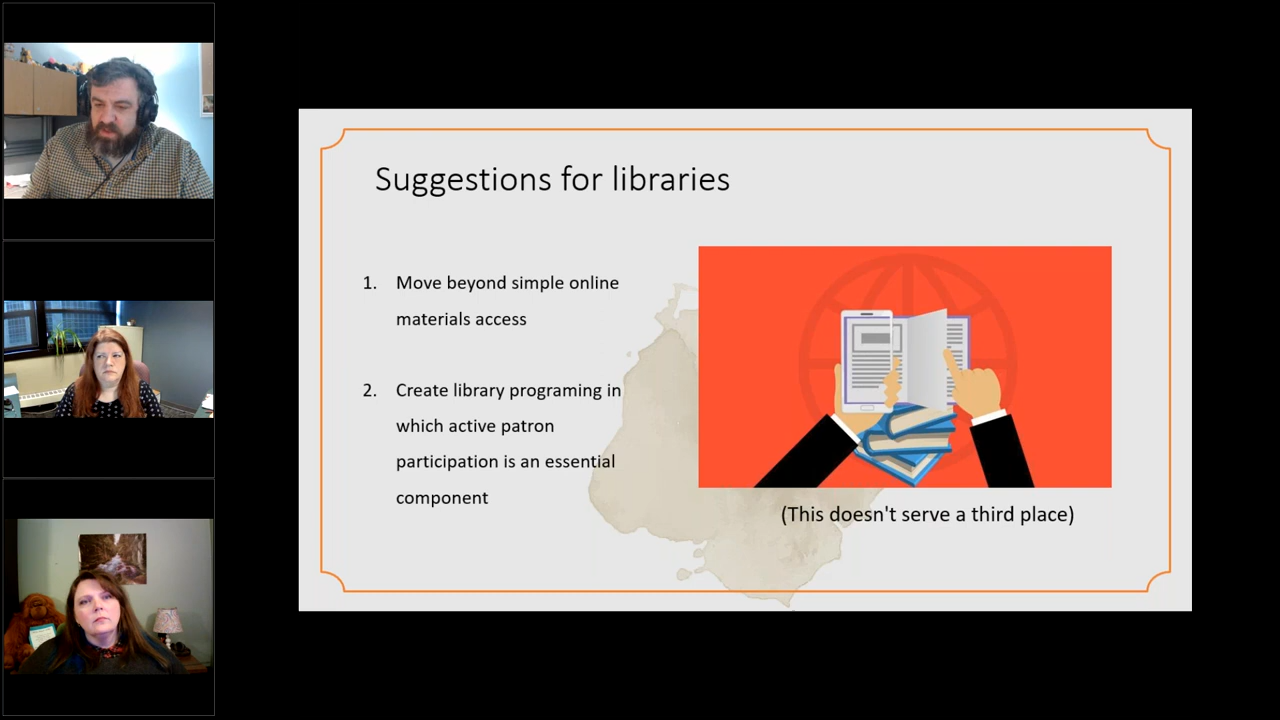 Suggestions for libraries
1. Move beyond simple online
materials access
2. Create library programing in
which active patron
participation is an essential
component
(This doesn't serve a third place)